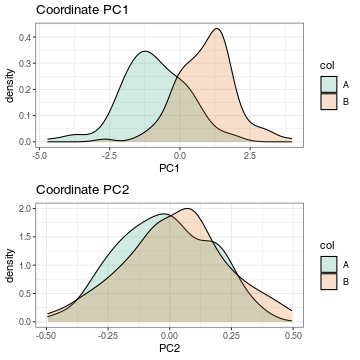 Coordinate PC1
0.4
0.3
0.2
0.1
0.0
density
-5.0 -2.5 0.0 2.5
PC1
col
A
B
Coordinate PC2
2.0
1.5
1.0
0.5
0.0
density
-0.50 -0.25 0.00 0.25 0.50
PC2
col
A
B